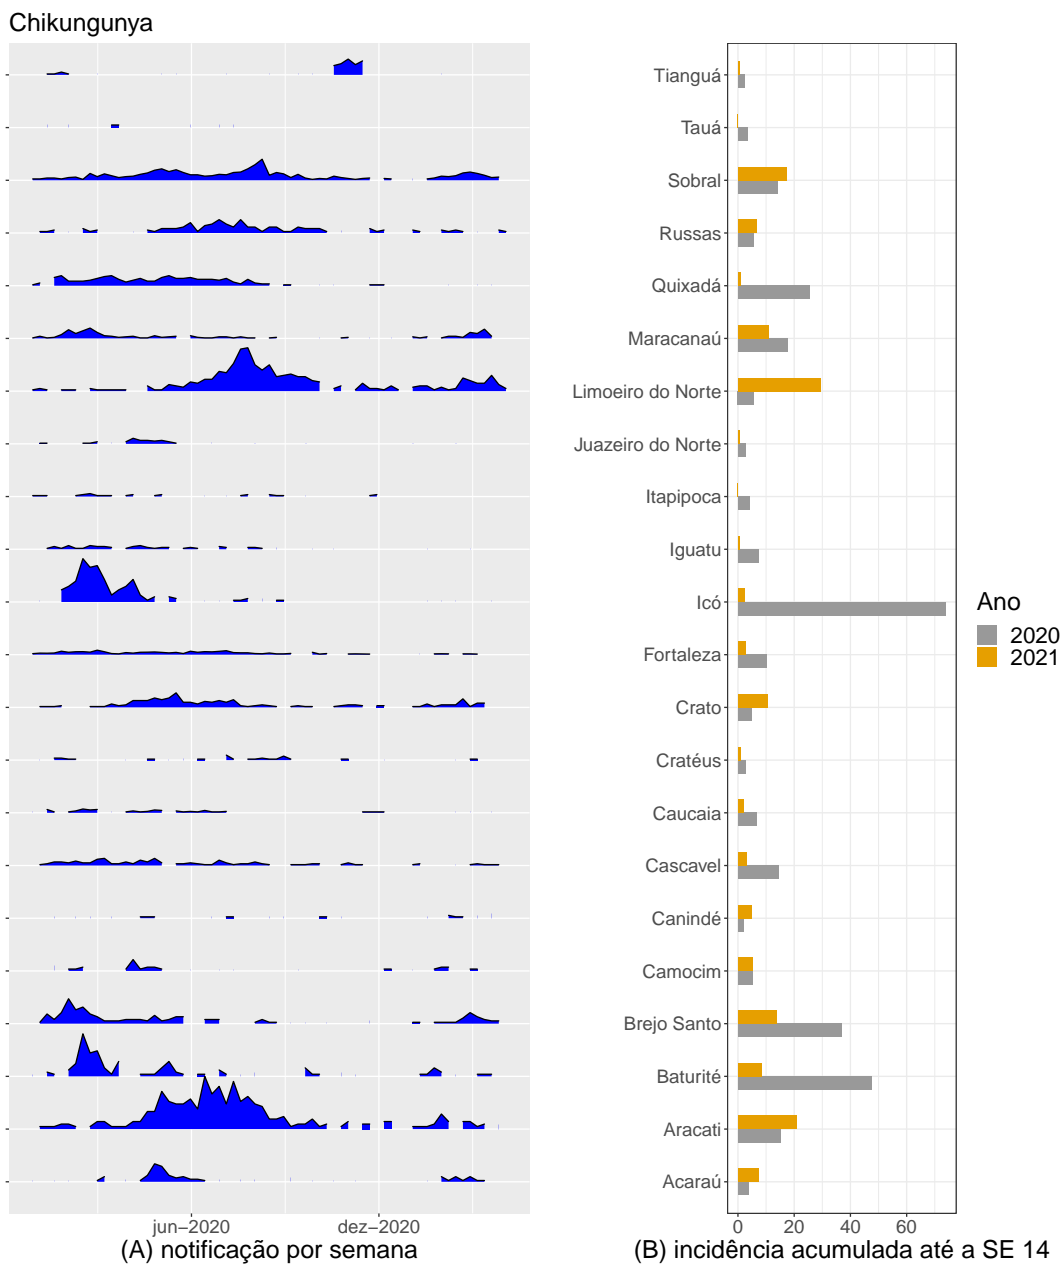 Chikungunya
Tianguá
Tauá
Sobral
Russas
Quixadá
Maracanaú
Limoeiro do Norte
Juazeiro do Norte
Itapipoca
Iguatu
Icó
Fortaleza
Crato
Cratéus
Caucaia
Cascavel
Canindé
Camocim
Brejo Santo
Baturité
Aracati
Acaraú
Ano
2020
2021
jun−2020 dez−2020
0 20 40 60
(A) notificação por semana
(B) incidência acumulada até a SE 14